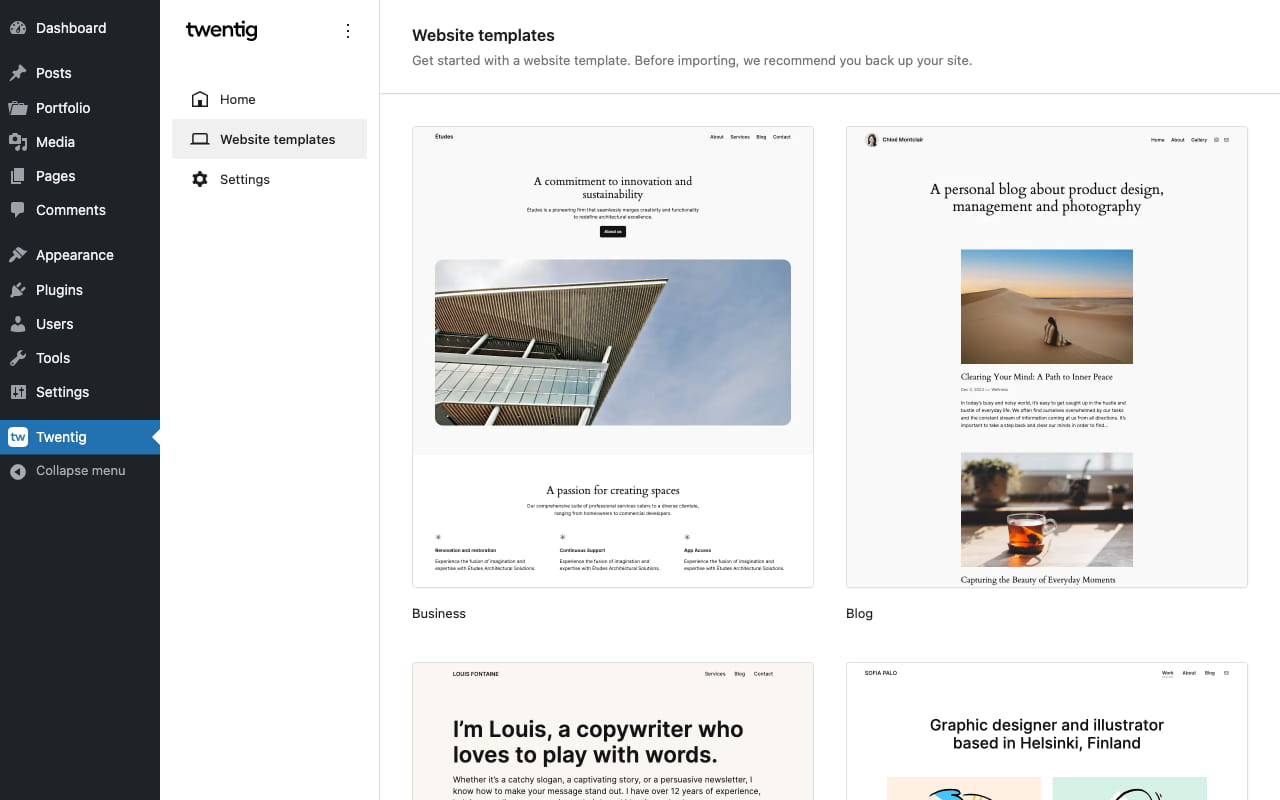 Dashboard
Posts
Portfolio
Media
Pages
Comments
Appearance
Plugins
Users
Tools
Settings
tw Twentig
Collapse menu
twentig
Home
Website templates
Settings
Website templates
Get started with a website template. Before importing, we recommend you back up your site.
Études
About Services Blog Contact
A commitment to innovation and
sustainability
Études is a pioneering firm that seamlessly merges creativity and functionality
to redefine architectural excellence.
About us
A passion for creating spaces
Our comprehensive suite of professional services caters to a diverse clientele,
ranging from homeowners to commercial developers.
Renovation and restoration
Experience the fusion of imagination and
expertise with Études Architectural Solutions.
Continuous Support
Experience the fusion of imagination and
expertise with Études Architectural Solutions.
App Access
Experience the fusion of imagination and
expertise with Études Architectural Solutions.
Business
Chloé Montclair
Home About Gallery
A personal blog about product design,
management and photography
Clearing Your Mind: A Path to Inner Peace
Dec 2, 2023 — Wellness
In today's busy and noisy world, it's easy to get caught up in the hustle and
bustle of everyday life. We often find ourselves overwhelmed by our tasks
and the constant stream of information coming at us from all directions. It's
important to take a step back and clear our minds in order to find...
Capturing the Beauty of Everyday Moments
Blog
LOUIS FONTAINE
Services Blog Contact
I'm Louis, a copywriter who
loves to play with words.
Whether it's a catchy slogan, a captivating story, or a persuasive newsletter, I
know how to make your message stand out. I have over 12 years of experience,
SOFIA PALO
Work About Blog
Graphic designer and illustrator
based in Helsinki, Finland